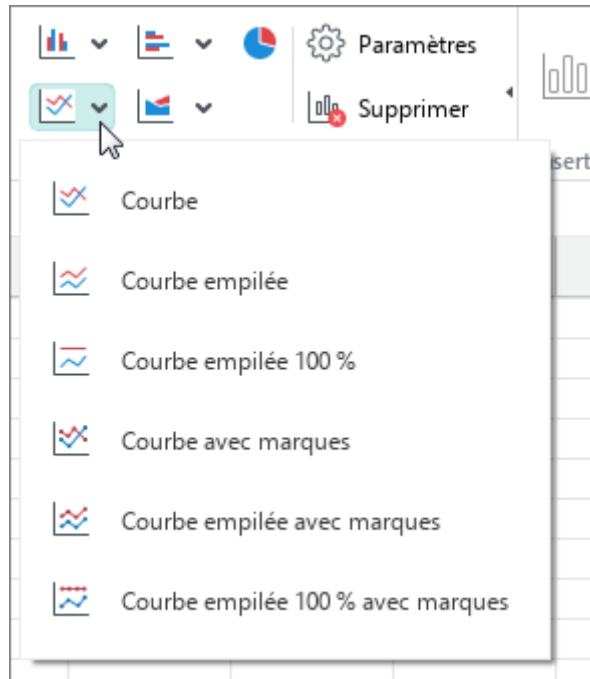 Paramètres
Supprimer
sert
Courbe
Courbe empilée
Courbe empilée 100 %
Courbe avec marques
Courbe empilée avec marques
Courbe empilée 100 % avec marques